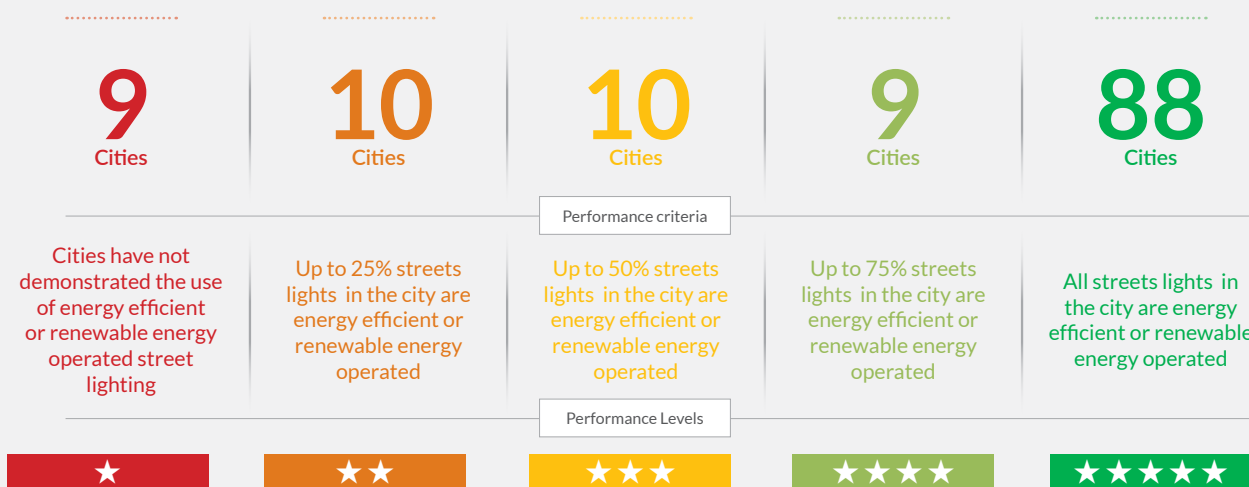 9
Cities
10
Cities
10
Cities
9
Cities
88
Cities
Performance criteria
Cities have not
demonstrated the use
of energy efficient
or renewable energy
operated street
lighting
Up to 25% streets
lights in the city are
energy efficient or
renewable energy
operated
Up to 50% streets
lights in the city are
energy efficient or
renewable energy
operated
Up to 75% streets
lights in the city are
energy efficient or
renewable energy
operated
All streets lights in
the city are energy
efficient or renewable
energy operated
Performance Levels